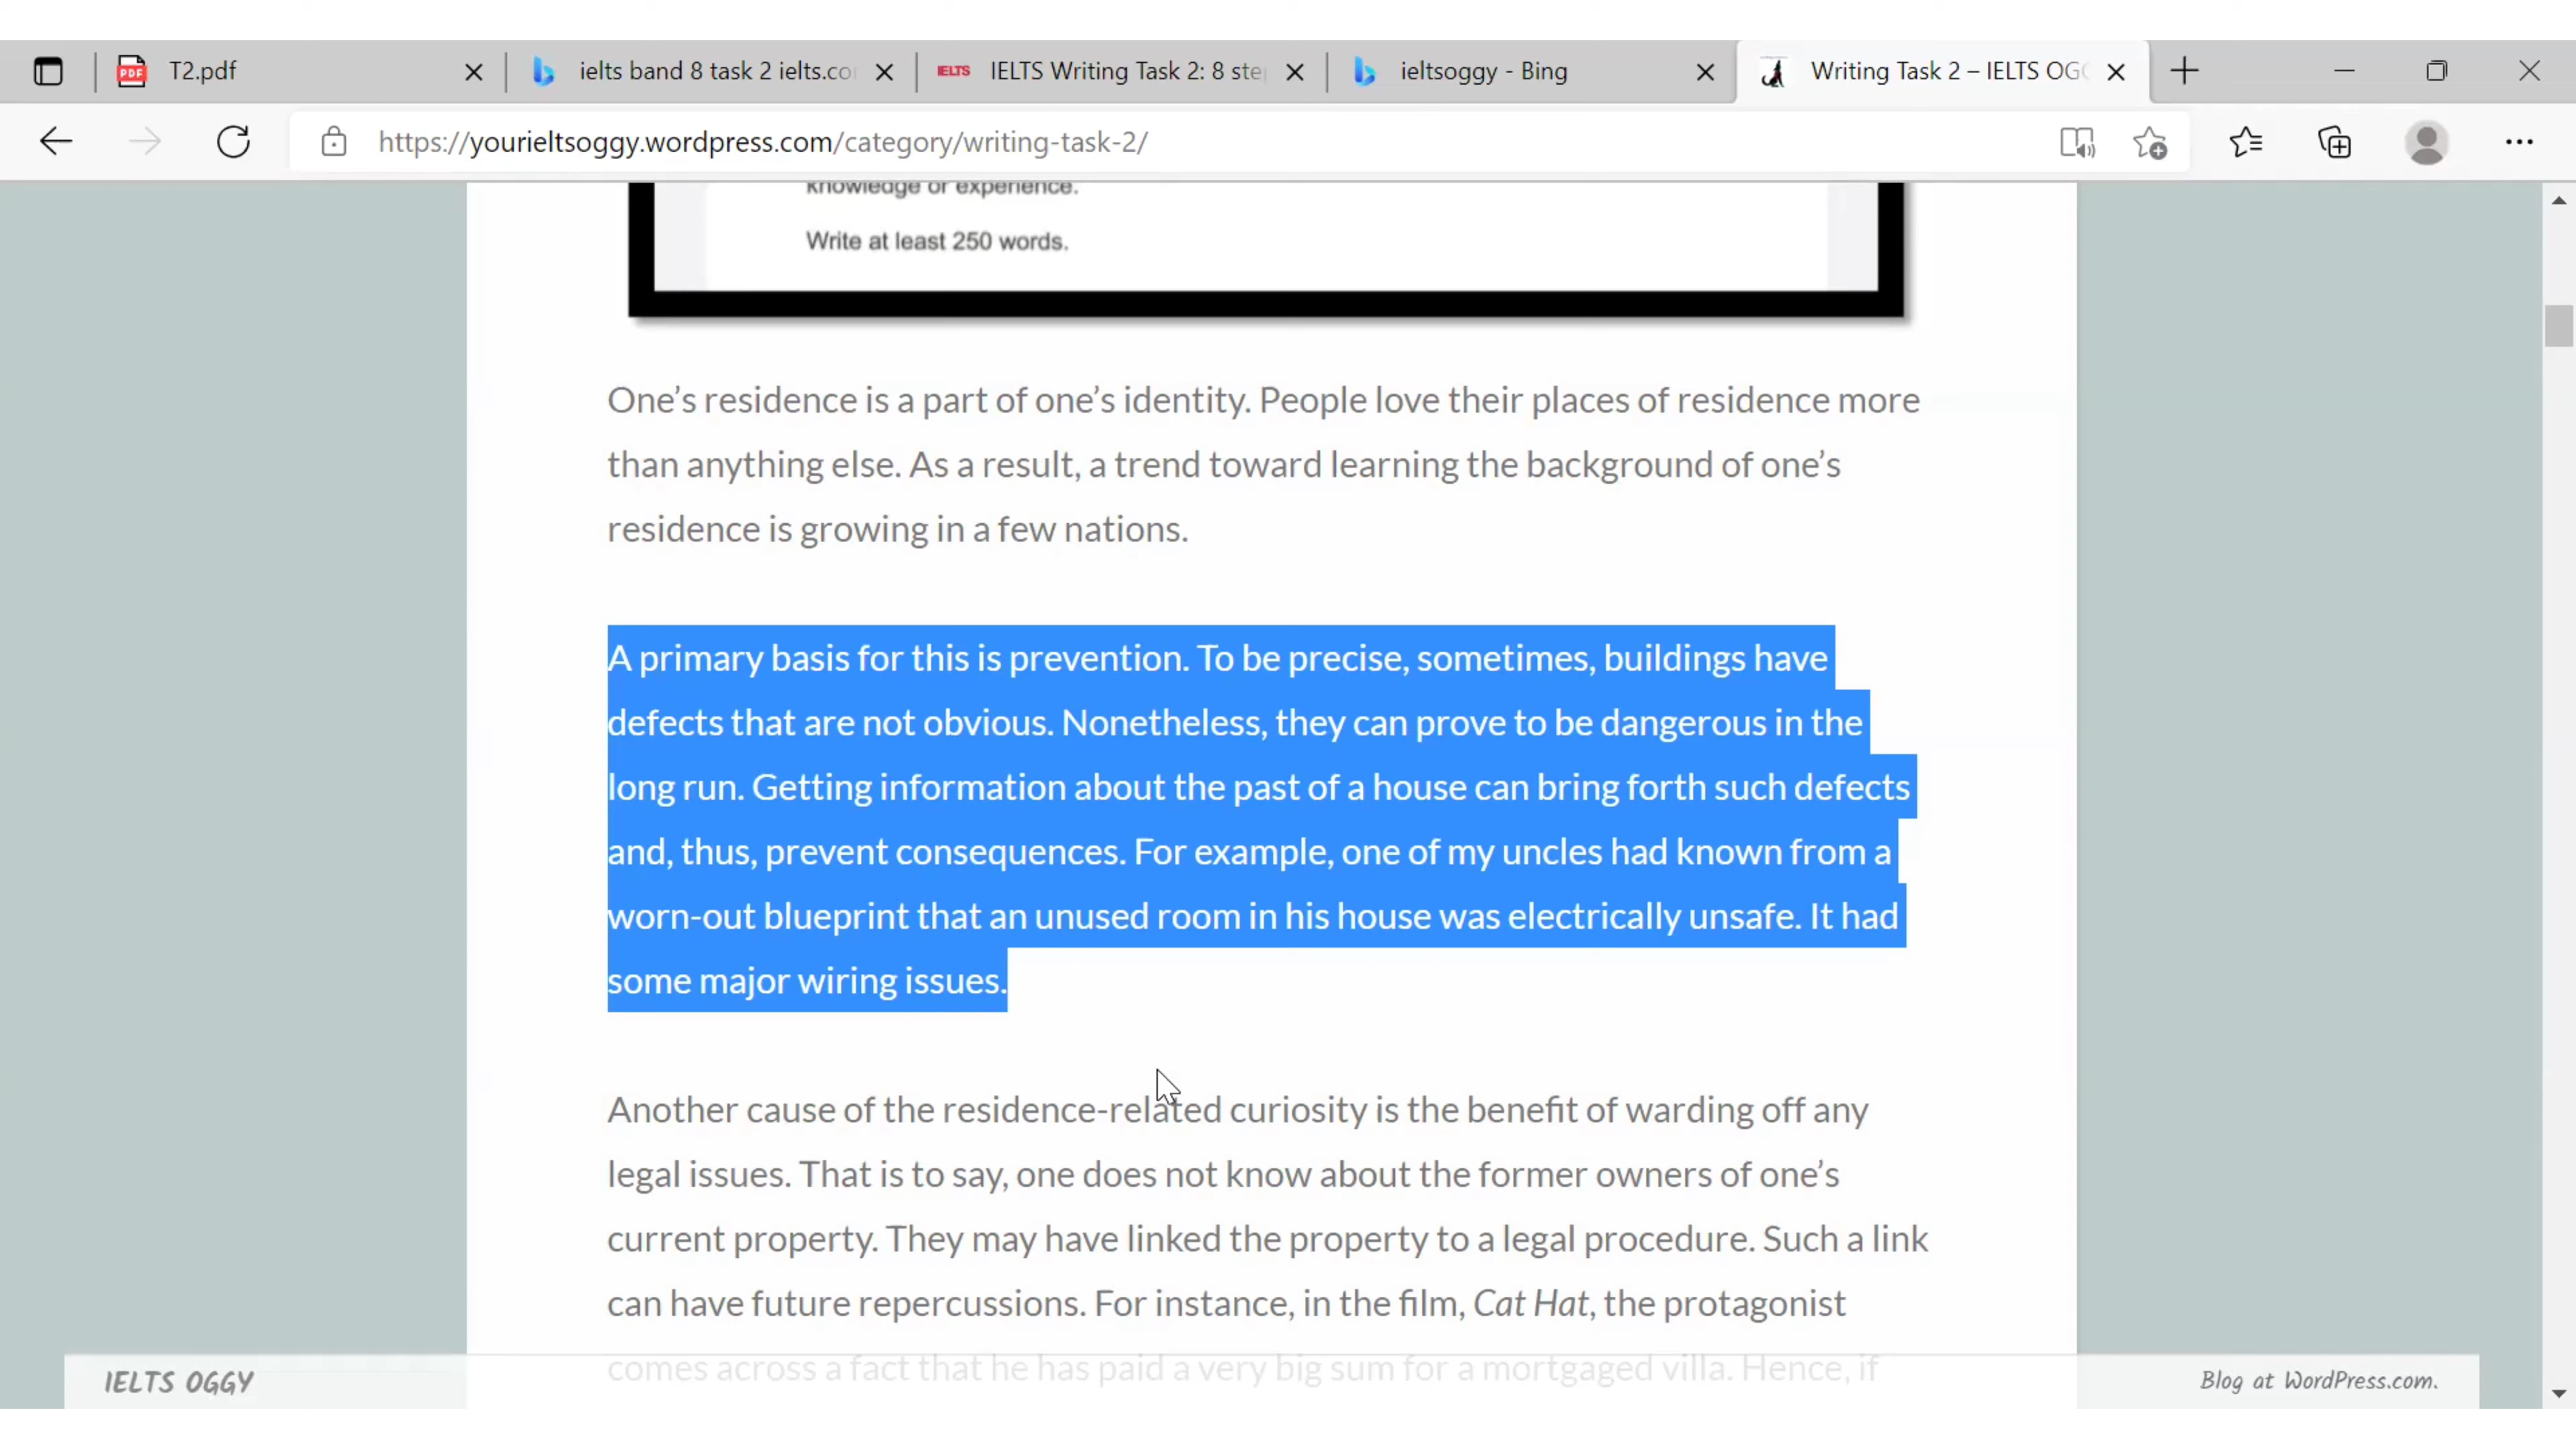 T2.pdf
ielts band 8 task 2 ielts.co
IELTS
IELTS Writing Task 2: 8 ste
ieltsoggy - Bing
Writing Task 2 – IELTS OGG
https://yourieltsoggy.wordpress.com/category/writing-task-2/
knowledge or experience.
Write at least 250 words.
One’s residence is a part of one’s identity. People love their places of residence more
than anything else. As a result, a trend toward learning the background of one’s
residence is growing in a few nations.
A primary basis for this is prevention. To be precise, sometimes, buildings have
defects that are not obvious. Nonetheless, they can prove to be dangerous in the
long run. Getting information about the past of a house can bring forth such defects
and, thus, prevent consequences. For example, one of my uncles had known from a
worn-out blueprint that an unused room in his house was electrically unsafe. It had
some major wiring issues.
Another cause of the residence-related curiosity is the benefit of warding off any
legal issues. That is to say, one does not know about the former owners of one’s
current property. They may have linked the property to a legal procedure. Such a link
can have future repercussions. For instance, in the film, Cat Hat, the protagonist
comes across a fact that he has paid a very big sum for a mortgaged villa. Hence, if
IELTS OGGY
Blog at WordPress.com.